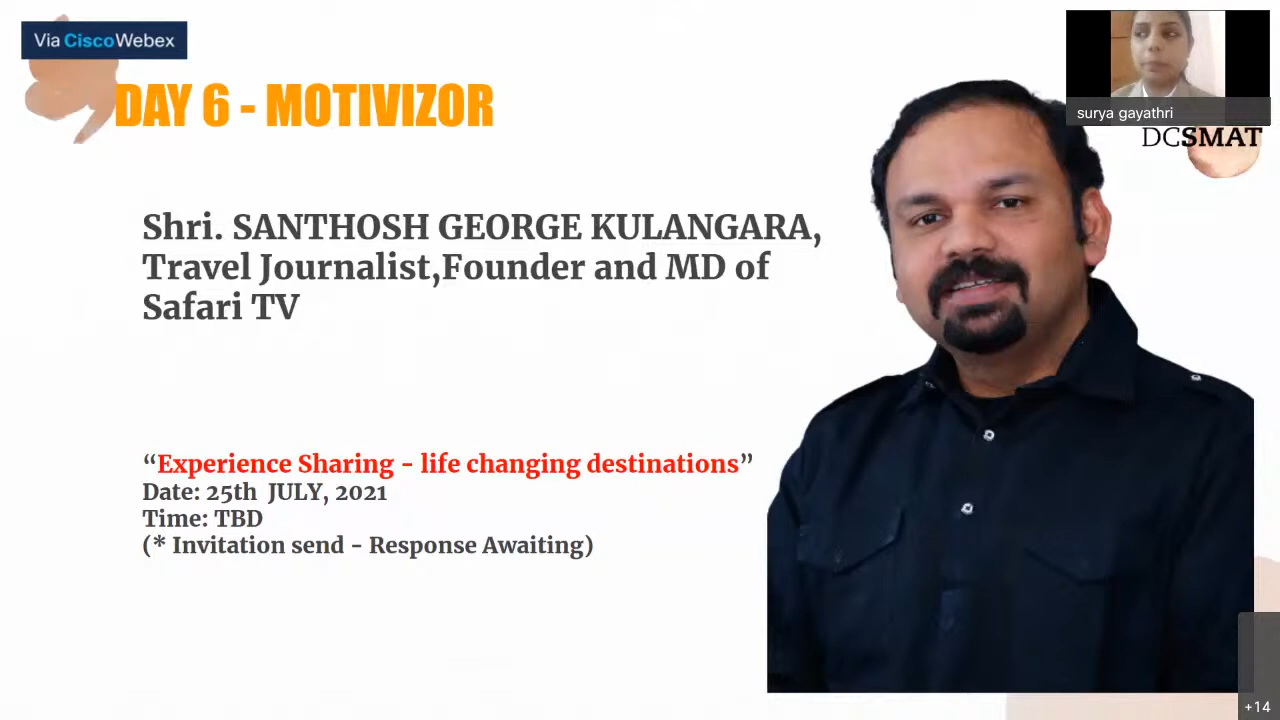 Via CiscoWebex
DAY 6 - MOTIVIZOR
surya gayathri
DCSMAT
Shri. SANTHOSH GEORGE KULANGARA,
Travel Journalist,Founder and MD of
Safari TV
“Experience Sharing - life changing destinations”
Date: 25th JULY, 2021
Time: TBD
(* Invitation send - Response Awaiting)
+14